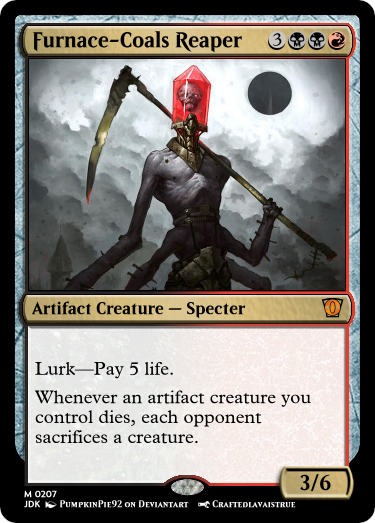 Furnace-Coals Reaper 3
Artifact Creature — Specter
Lurk—Pay 5 life.
Whenever an artifact creature you
control dies, each opponent
sacrifices a creature.
3/6
M 0207
JDK PumpkinPie92 on Deviantart Craftedlavaistrue